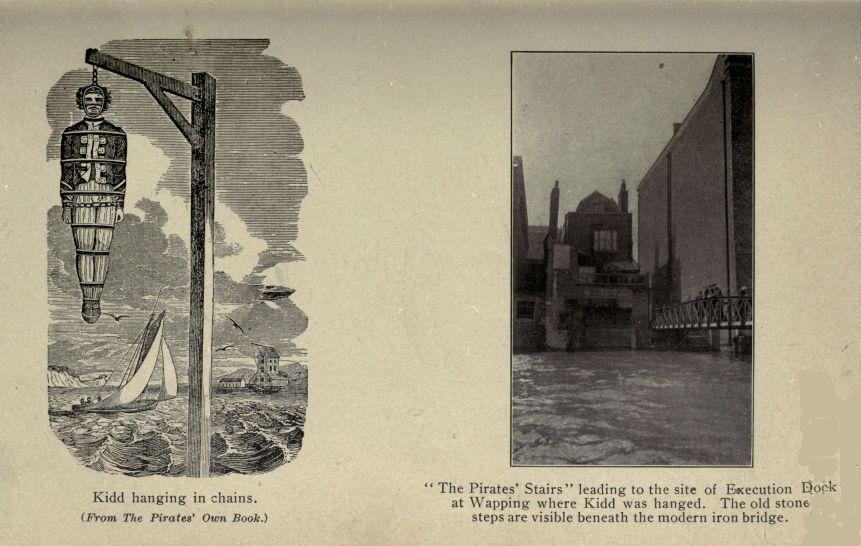 Kidd hanging in chains.
(From The Pirates' Own Book.)
"The Pirates' Stairs" leading to the site of Execution Dock
at Wapping where Kidd was hanged. The old stone
steps are visible beneath the modern iron bridge.